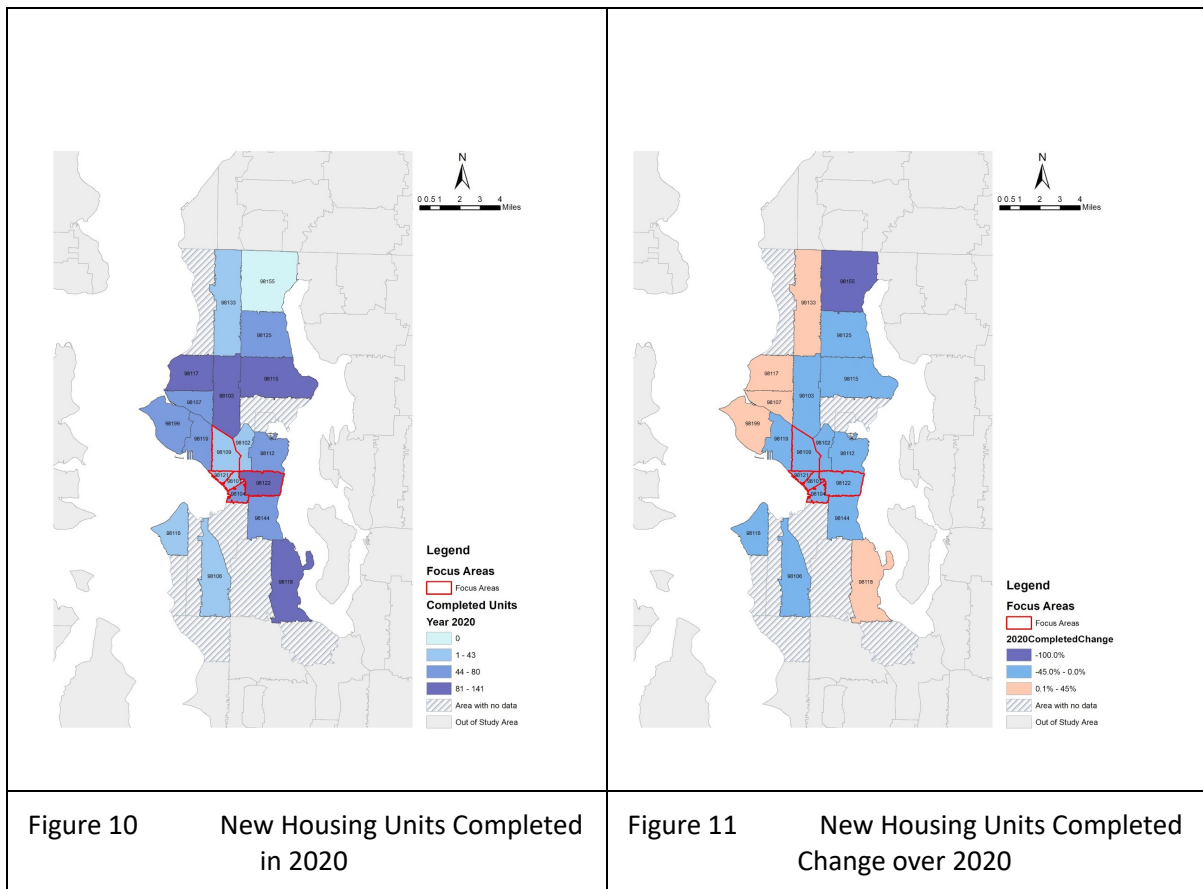 N
0 0.5 1 2 3 4
Miles
98155
98133
98125
98117
98115
98103
98107
98199
98119
98102
98109
98112
98121
98101
98122
98104
98144
98116
98106
98118
Legend
Focus Areas
Focus Areas
Completed Units
Year 2020
0
1 - 43
44 - 80
81 - 141
Area with no data
Out of Study Area
Figure 10 New Housing Units Completed
in 2020
N
0 0.5 1 2 3 4
Miles
98155
98133
98125
98117
98115
98103
98107
98199
98119
98102
98109
98112
98121
98122
98104
98144
98116
98106
98118
Legend
Focus Areas
Focus Areas
2020CompletedChange
-100.0%
-45.0% - 0.0%
0.1% - 45%
Area with no data
Out of Study Area
Figure 11 New Housing Units Completed
Change over 2020